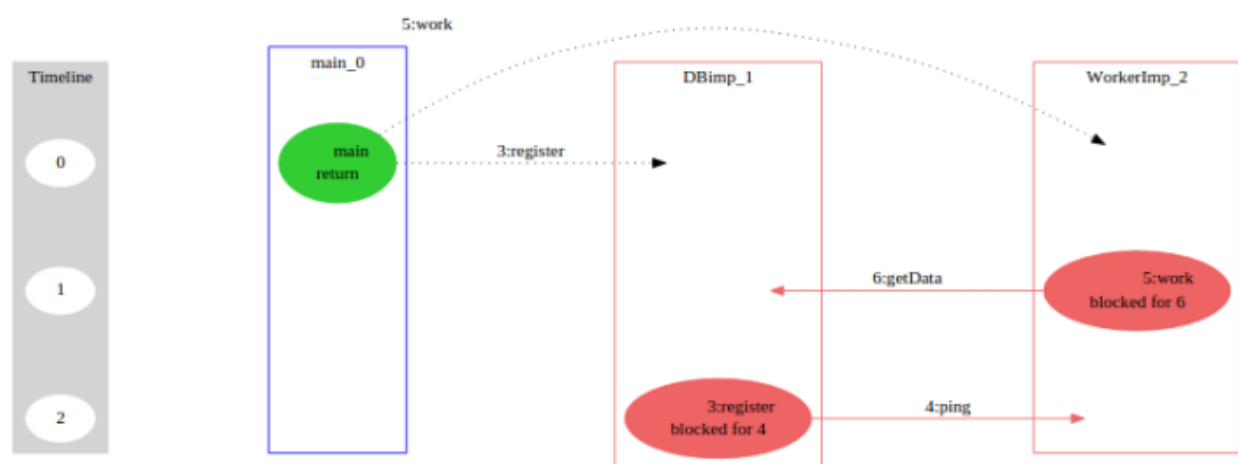 5:work
Timeline
main_0
DBimp_1
WorkerImp_2
0
main
return
3:register
1
6:getData
5:work
blocked for 6
2
3:register
blocked for 4
4:ping